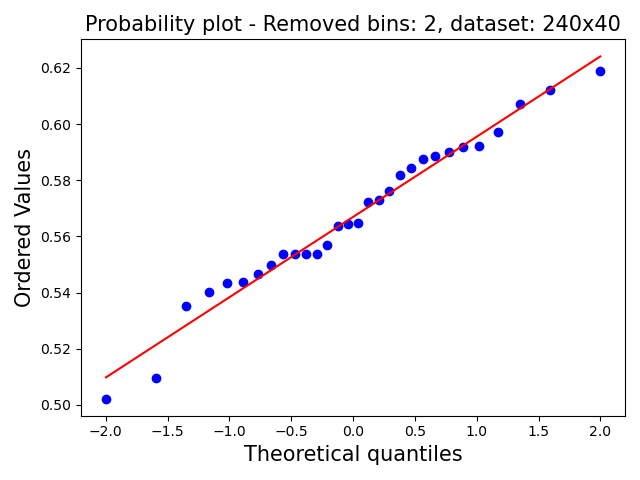 Probability plot - Removed bins: 2, dataset: 240x40
Ordered Values
0.62
0.60
0.58
0.56
0.54
0.52
0.50
−2.0 −1.5 −1.0 −0.5 0.0 0.5 1.0 1.5 2.0
Theoretical quantiles